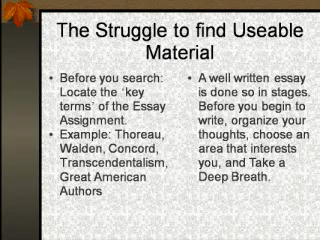 The Struggle to find Useable
Material
• Before you search:
Locate the ‘key
terms’ of the Essay
Assignment.
• Example: Thoreau,
Walden, Concord,
Transcendentalism,
Great American
Authors
• A well written essay
is done so in stages.
Before you begin to
write, organize your
thoughts, choose an
area that interests
you, and Take a
Deep Breath.